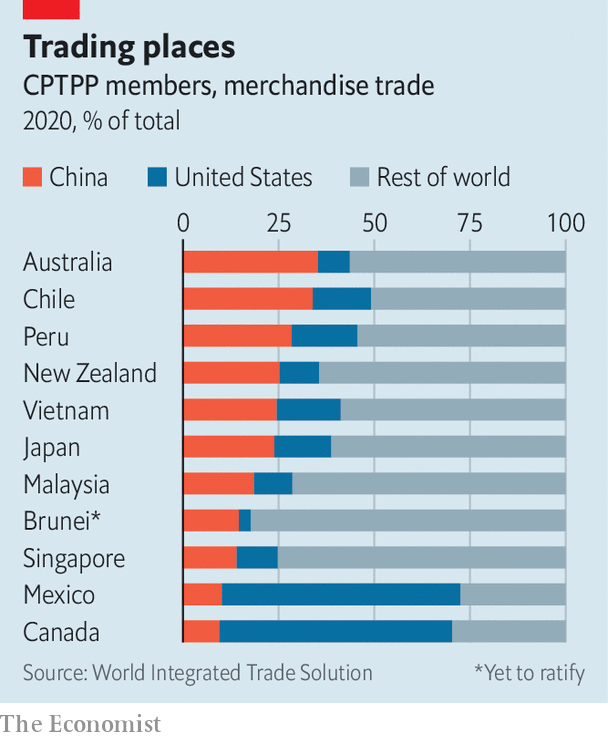 Trading places
CPTPP members, merchandise trade
2020, % of total
China United States Rest of world
0 25 50 75 100
Australia
Chile
Peru
New Zealand
Vietnam
Japan
Malaysia
Brunei*
Singapore
Mexico
Canada
Source: World Integrated Trade Solution *Yet to ratify
The Economist